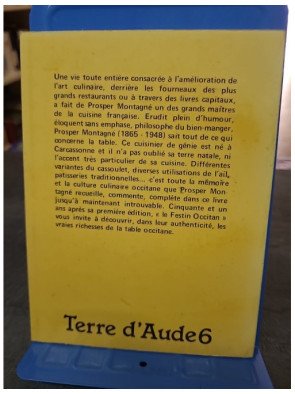 Une vie toute entière consacrée à l'amélioration de
l'art culinaire, derrière les fourneaux des plus
grands restaurants ou à travers des livres capitaux,
a fait de Prosper Montagné un des grands maîtres
de la cuisine française. Erudit plein d'humour,
éloquent sans emphase, philosophe du bien-manger,
Prosper Montagné (1865 - 1948) sait tout de ce qui
concerne la table. Ce cuisinier de génie est né à
Carcassonne et il n'a pas oublié sa terre natale, ni
l'accent très particulier de sa cuisine. Différentes
variantes du cassoulet, diverses utilisations de l'ail,
patisseries traditionnelles... c'est toute la mémoire
et la culture culinaire occitane que Prosper Mon-
tagné recueille, commente, complète dans ce livre
jusqu'à maintenant introuvable. Cinquante et un
ans après sa première édition, « le Festin Occitan »
vous invite à découvrir, dans leur authenticité, les
vraies richesses de la table occitane.
Terre d'Aude6